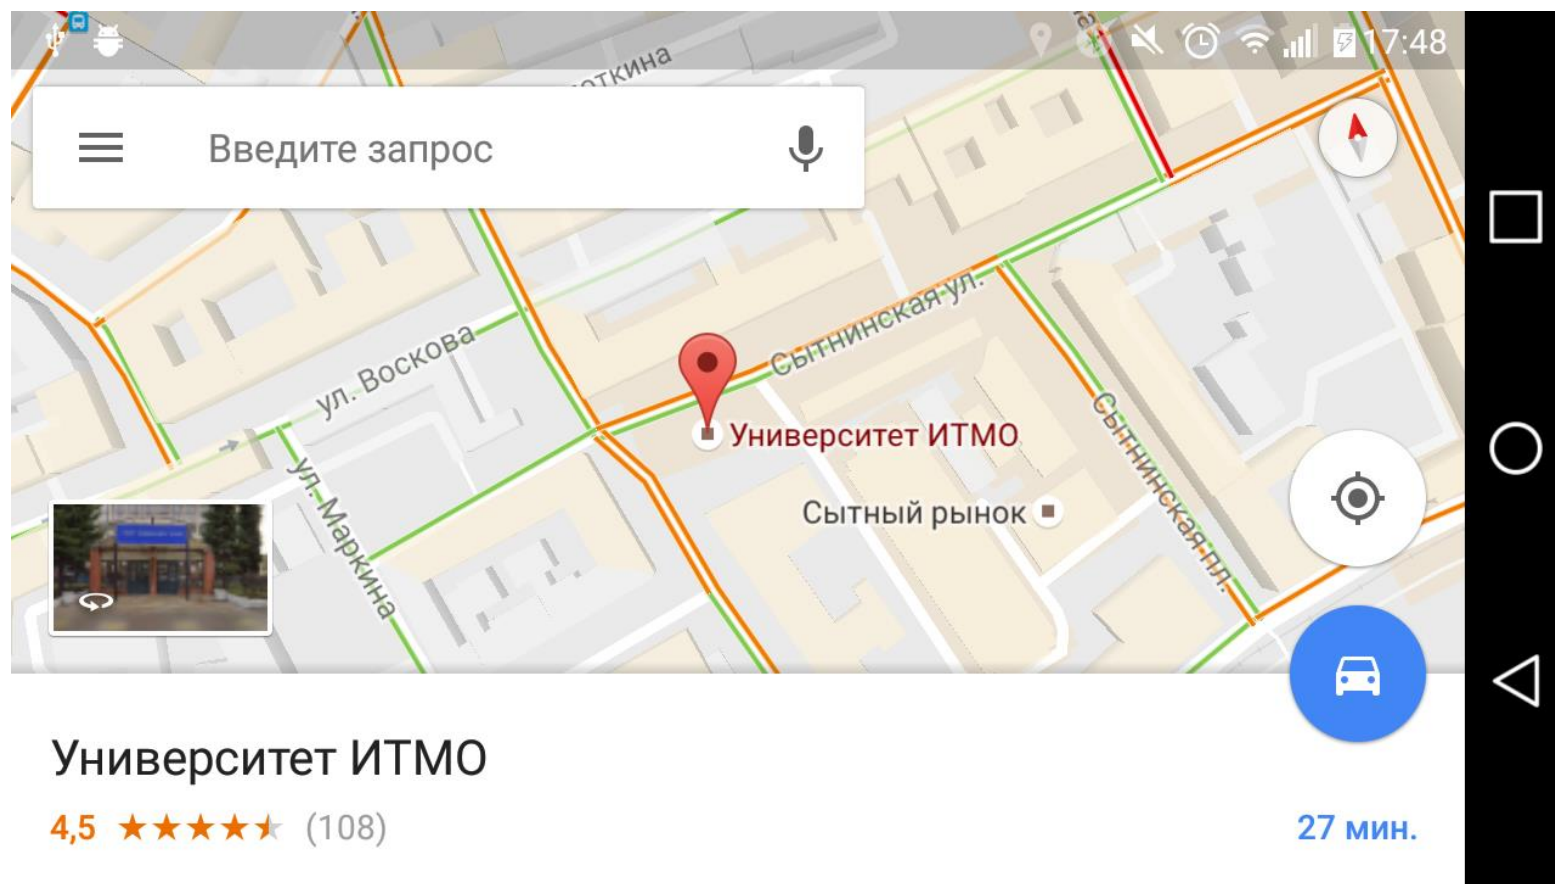 17:48
Введите запрос
Сытнинская ул.
ул. Воскова
Университет ИТМО
Сытнинская пл.
ул. Маркина
Сытный рынок
Университет ИТМО
4,5 (108)
27 мин.